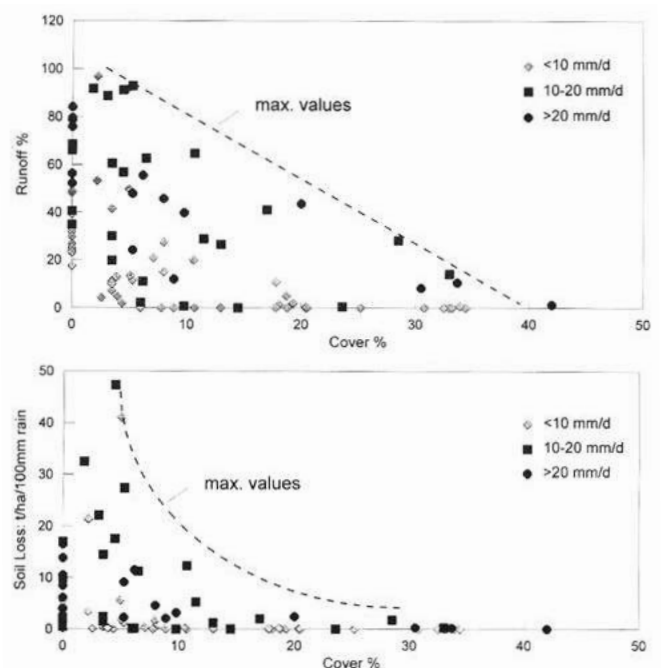 120
100
80
60
40
20
0
Runoff %
max. values
<10 mm/d
10-20 mm/d
>20 mm/d
0 10 20 30 40 50
Cover %
50
40
30
20
10
0
Soil Loss: t/ha/100mm rain
max. values
<10 mm/d
10-20 mm/d
>20 mm/d
0 10 20 30 40 50
Cover %